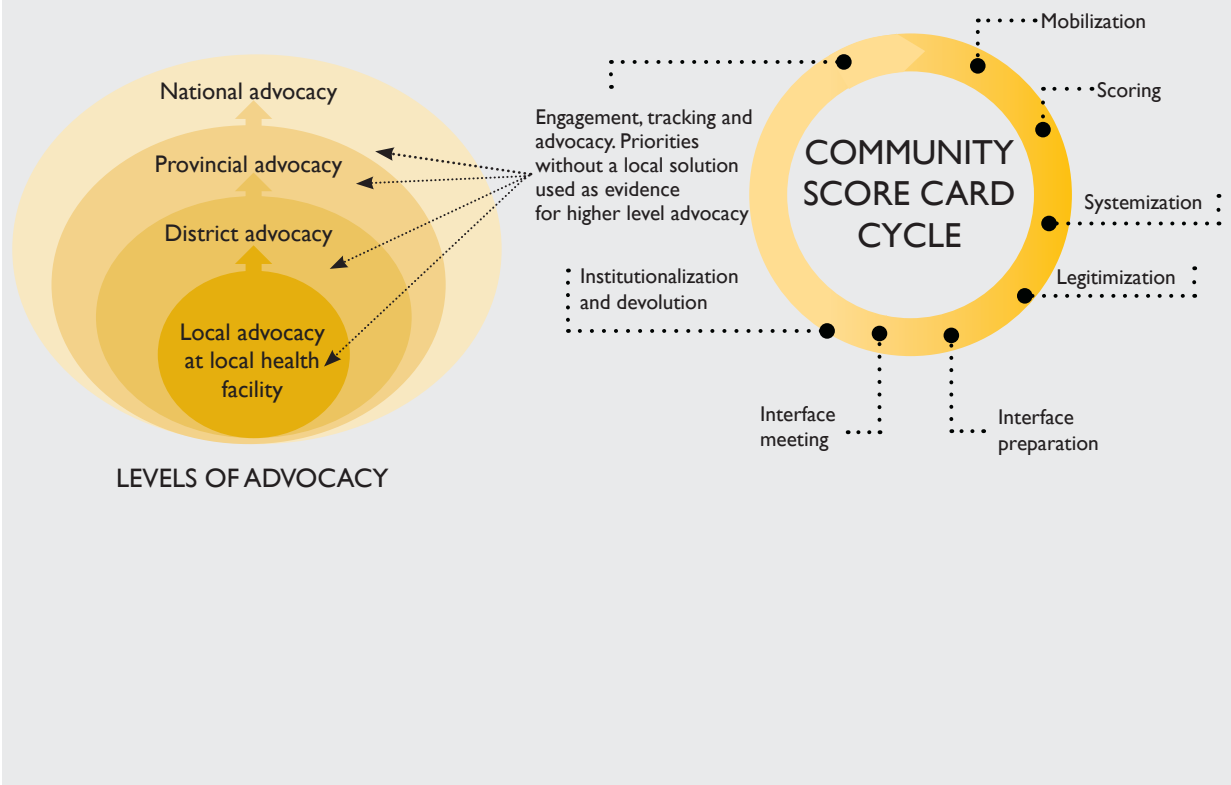 National advocacy
Provincial advocacy
District advocacy
Local advocacy
at local health
facility
LEVELS OF ADVOCACY
Engagement, tracking and
advocacy. Priorities
without a local solution
used as evidence
for higher level advocacy
Institutionalization
and devolution
COMMUNITY
SCORE CARD
CYCLE
Mobilization
Scoring
Systemization
Legitimization
Interface
preparation
Interface
meeting